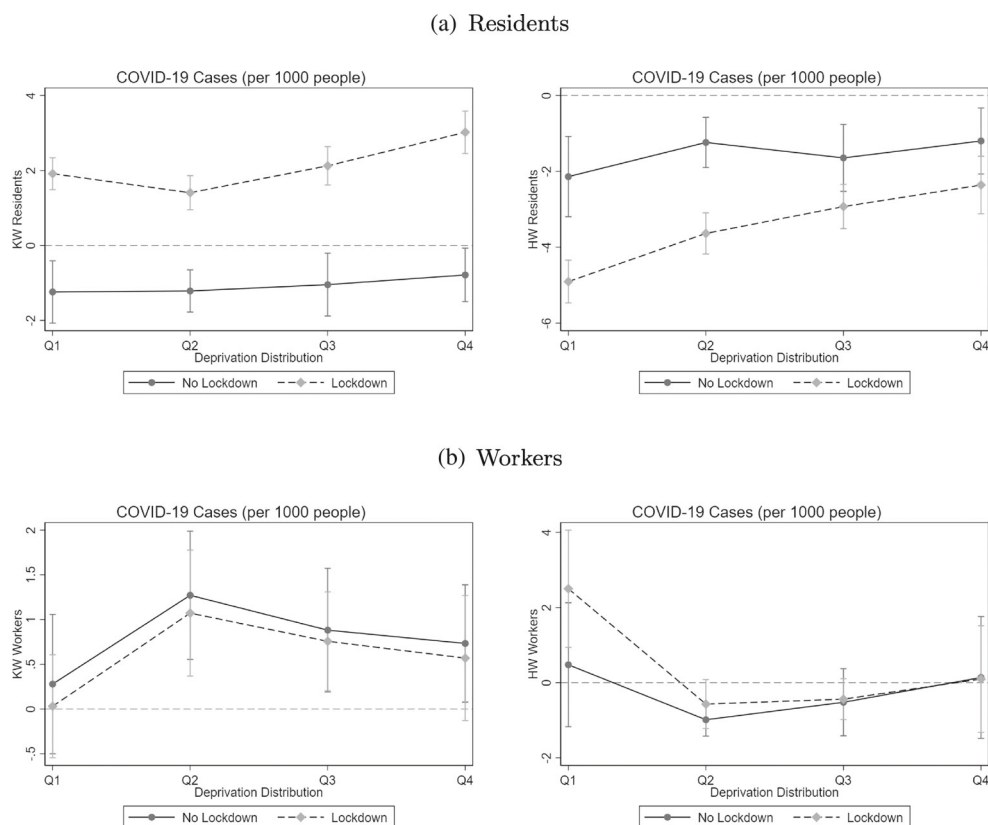 (a) Residents
COVID-19 Cases (per 1000 people)
KW Residents
4
2
0
-2
Q1 Q2 Q3 Q4
Deprivation Distribution
No Lockdown Lockdown
COVID-19 Cases (per 1000 people)
HW Residents
0
-2
-4
-6
Q1 Q2 Q3 Q4
Deprivation Distribution
No Lockdown Lockdown
(b) Workers
COVID-19 Cases (per 1000 people)
KW Workers
2
1.5
1
.5
0
-.5
Q1 Q2 Q3 Q4
Deprivation Distribution
No Lockdown Lockdown
COVID-19 Cases (per 1000 people)
HW Workers
4
2
0
-2
Q1 Q2 Q3 Q4
Deprivation Distribution
No Lockdown Lockdown